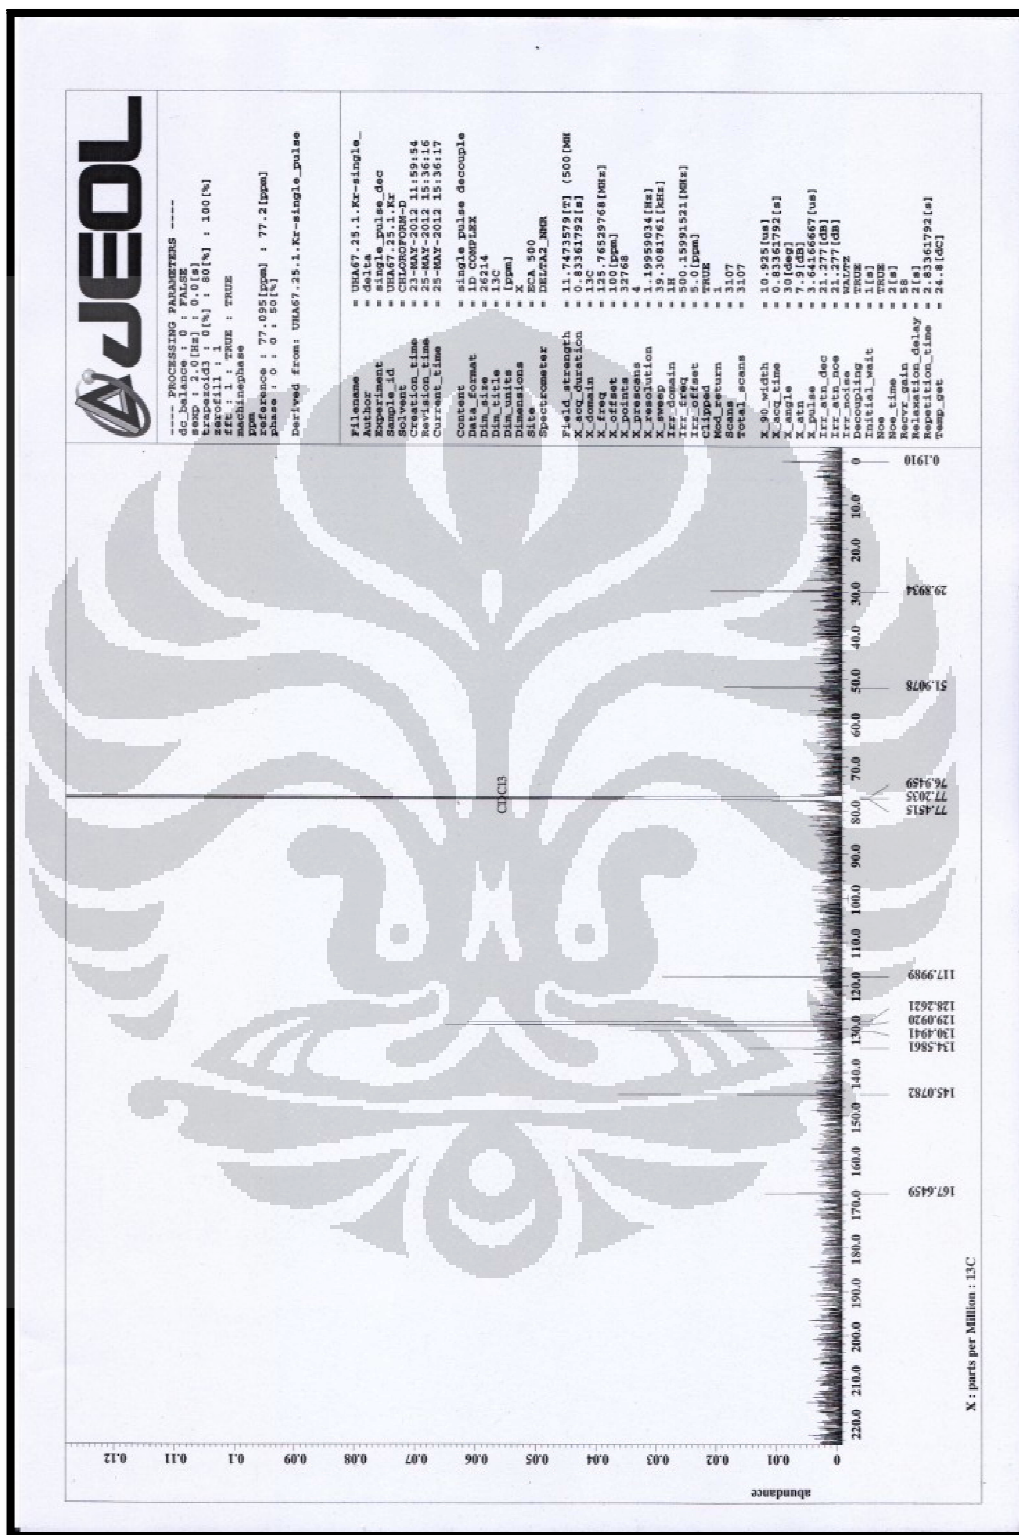 JEOL
---- PROCESSING PARAMETERS ----
dc_balance : 0 : FALSE
sexp : 2.0[Hz] : 0.0[s]
trapezoid3 : 0[%] : 80[%] : 100[%]
zerofill : 1
fft : 1 : TRUE : TRUE
machinephase
ppm
reference : 77.095[ppm] : 77.2[ppm]
phase : 0 : 0 : 50[%]
Derived from: UHA67.25.1.Kr-single_pulse
Filename = UHA67.25.1.Kr-single_
Author = delta
Experiment = single_pulse_dec
Sample_id = UHA67.25.1.Kr
Solvent = CHLOROFORM-D
Creation_time = 23-MAY-2012 11:59:54
Revision_time = 25-MAY-2012 15:36:16
Current_time = 25-MAY-2012 15:36:17
Content = single pulse decouple
Data_format = 1D COMPLEX
Dim_size = 26214
Dim_title = 13C
Dim_units = [ppm]
Dimensions = X
Site = ECA 500
Spectrometer = DELTA2_NMR
Field_strength = 11.7473579[T] (500[MH
X_acq_duration = 0.83361792[s]
X_domain = 13C
X_freq = 125.76529768[MHz]
X_offset = 100[ppm]
X_points = 32768
X_prescans = 4
X_resolution = 1.19959034[Hz]
X_sweep = 39.3081761[kHz]
Irr_domain = 1H
Irr_freq = 500.15991521[MHz]
Irr_offset = 5.0[ppm]
Clipped = TRUE
Mod_return = 1
Scans = 3107
Total_scans = 3107
X_90_width = 10.925[us]
X_acq_time = 0.83361792[s]
X_angle = 30[deg]
X_atn = 7.9[dB]
X_pulse = 3.64166667[us]
Irr_atn_dec = 21.277[dB]
Irr_atn_noe = 21.277[dB]
Irr_noise = WALTZ
Decoupling = TRUE
Initial_wait = 1[s]
Noe = TRUE
Noe_time = 2[s]
Recvr_gain = 58
Relaxation_delay = 2[s]
Repetition_time = 2.83361792[s]
Temp_get = 24.8[dC]
CDCl3
abundance
0 0.01 0.02 0.03 0.04 0.05 0.06 0.07 0.08 0.09 0.1 0.11 0.12
220.0 210.0 200.0 190.0 180.0 170.0 160.0 150.0 140.0 130.0 120.0 110.0 100.0 90.0 80.0 70.0 60.0 50.0 40.0 30.0 20.0 10.0 0
167.6459
145.0782
134.5861
130.4941
129.0920
128.2621
117.9989
77.4515
77.2035
76.9459
51.9078
29.8934
0.1910
X : parts per Million : 13C